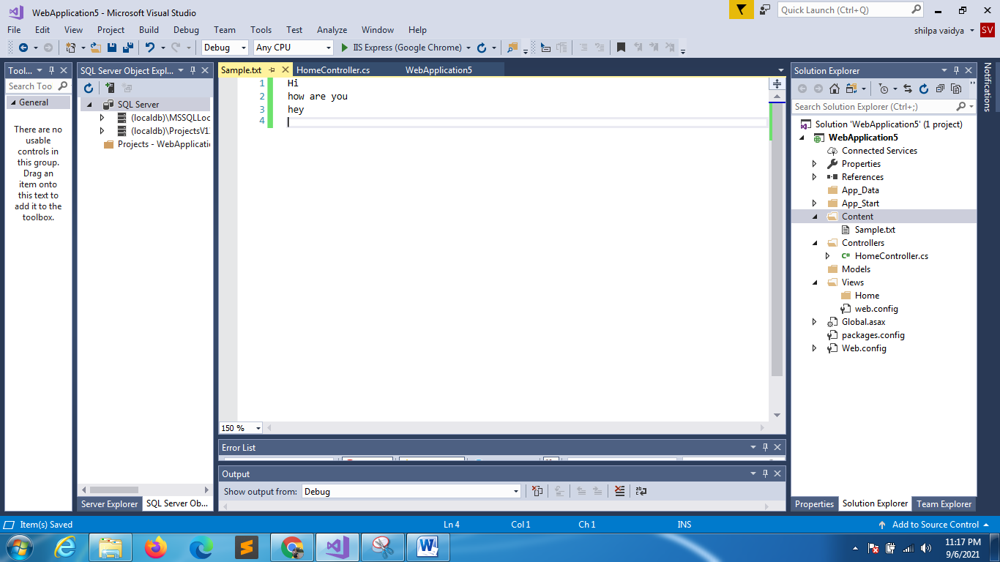 WebApplication5 - Microsoft Visual Studio
Quick Launch (Ctrl+Q)
File Edit View Project Build Debug Team Tools Test Analyze Window Help
shilpa vaidya SV
Debug Any CPU IIS Express (Google Chrome)
Tool...
Search Too
General
There are no
usable
controls in
this group.
Drag an
item onto
this text to
add it to the
toolbox.
SQL Server Object Expl...
SQL Server
(localdb)\MSSQLLoc
(localdb)\ProjectsV1
Projects - WebApplicati
Server Explorer SQL Server Ob...
Sample.txt HomeController.cs WebApplication5
1 Hi
2 how are you
3 hey
4
150 %
Error List
Output
Show output from: Debug
Solution Explorer
Search Solution Explorer (Ctrl+;)
Solution 'WebApplication5' (1 project)
WebApplication5
Connected Services
Properties
References
App_Data
App_Start
Content
Sample.txt
Controllers
C# HomeController.cs
Models
Views
Home
web.config
Global.asax
packages.config
Web.config
Properties Solution Explorer Team Explorer
Notifications
Item(s) Saved Ln 4 Col 1 Ch 1 INS Add to Source Control
11:17 PM
9/6/2021